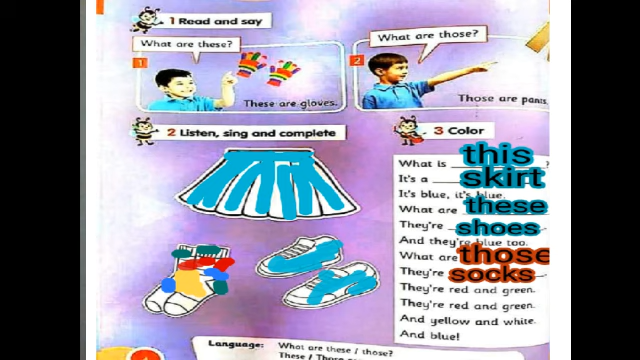 1 Read and say
What are these?
What are those?
1
2
These are gloves.
Those are pants.
2 Listen, sing and complete
3 Color
What is this ?
It's a skirt
It's blue, it's blue.
What are these
They're shoes
And they're blue too.
What are those
They're socks
They're red and green.
They're red and green.
And yellow and white.
And blue!
Language: What are these / those?
These / Those